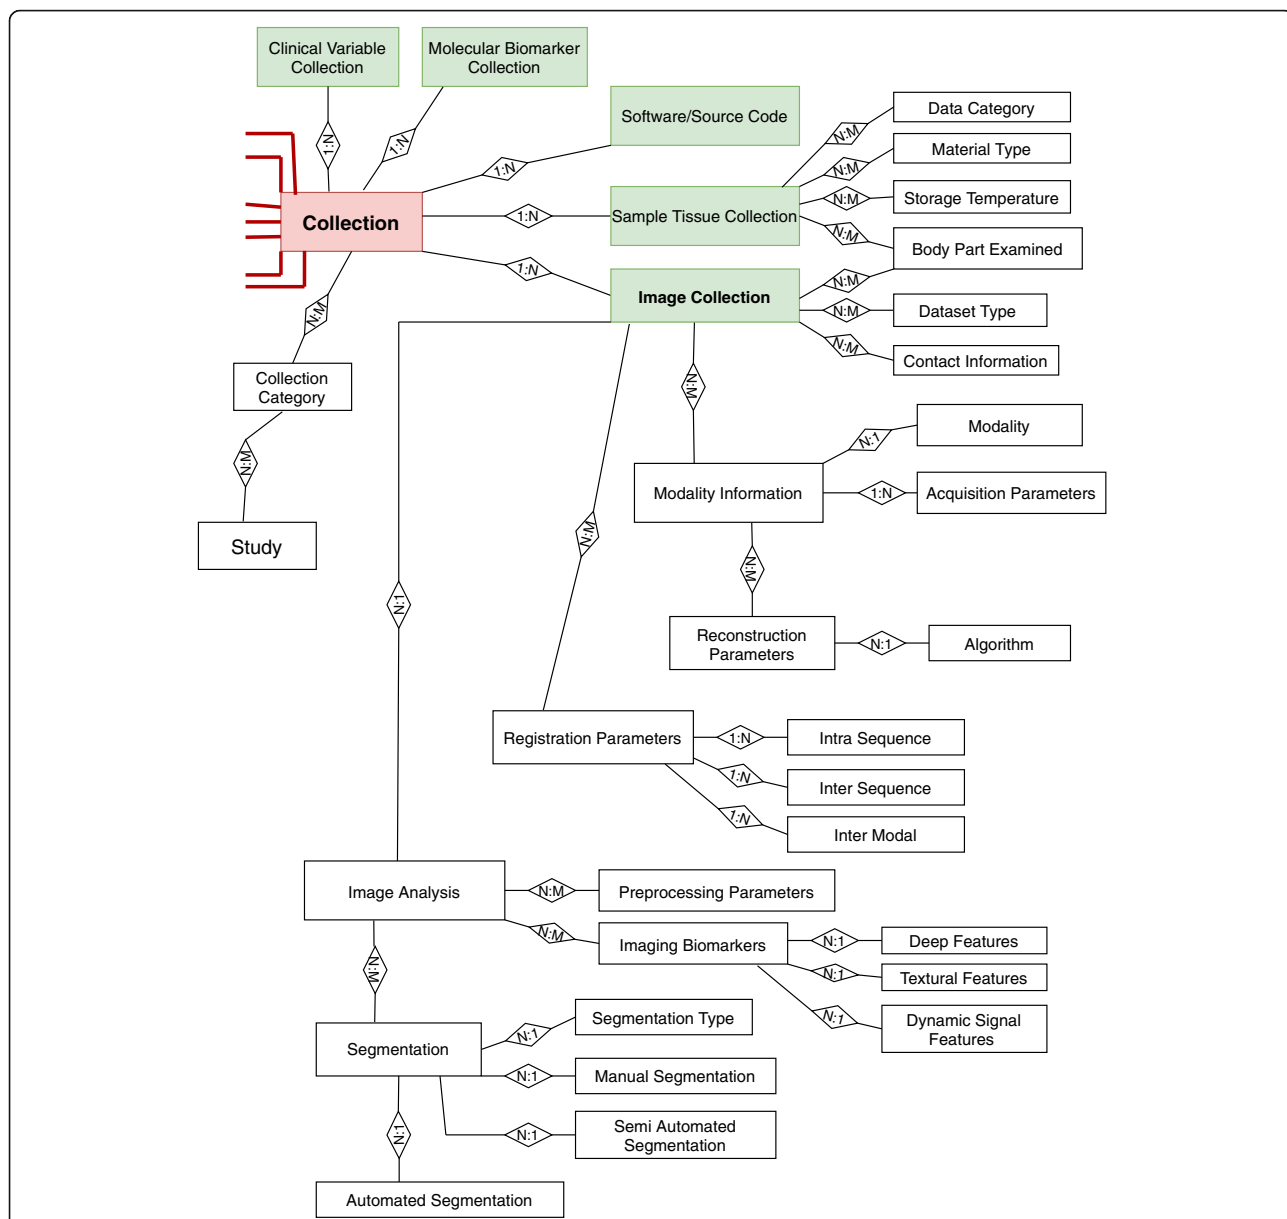 Clinical Variable
Collection
Molecular Biomarker
Collection
Software/Source Code
Data Category
Material Type
Storage Temperature
Body Part Examined
Dataset Type
Contact Information
1:N
1:N
1:N
N:M
N:M
N:M
N:M
Collection
1:N
Sample Tissue Collection
1:N
Image Collection
N:M
N:M
N:M
N:M
Collection
Category
N:M
Study
N:M
Modality Information
N:1
Modality
1:N
Acquisition Parameters
N:M
Reconstruction
Parameters
N:1
Algorithm
N:M
N:1
Registration Parameters
1:N
Intra Sequence
1:N
Inter Sequence
1:N
Inter Modal
Image Analysis
N:M
Preprocessing Parameters
N:M
Imaging Biomarkers
N:1
Deep Features
N:1
Textural Features
N:1
Dynamic Signal
Features
N:M
Segmentation
N:1
Segmentation Type
N:1
Manual Segmentation
N:1
Semi Automated
Segmentation
N:1
Automated Segmentation